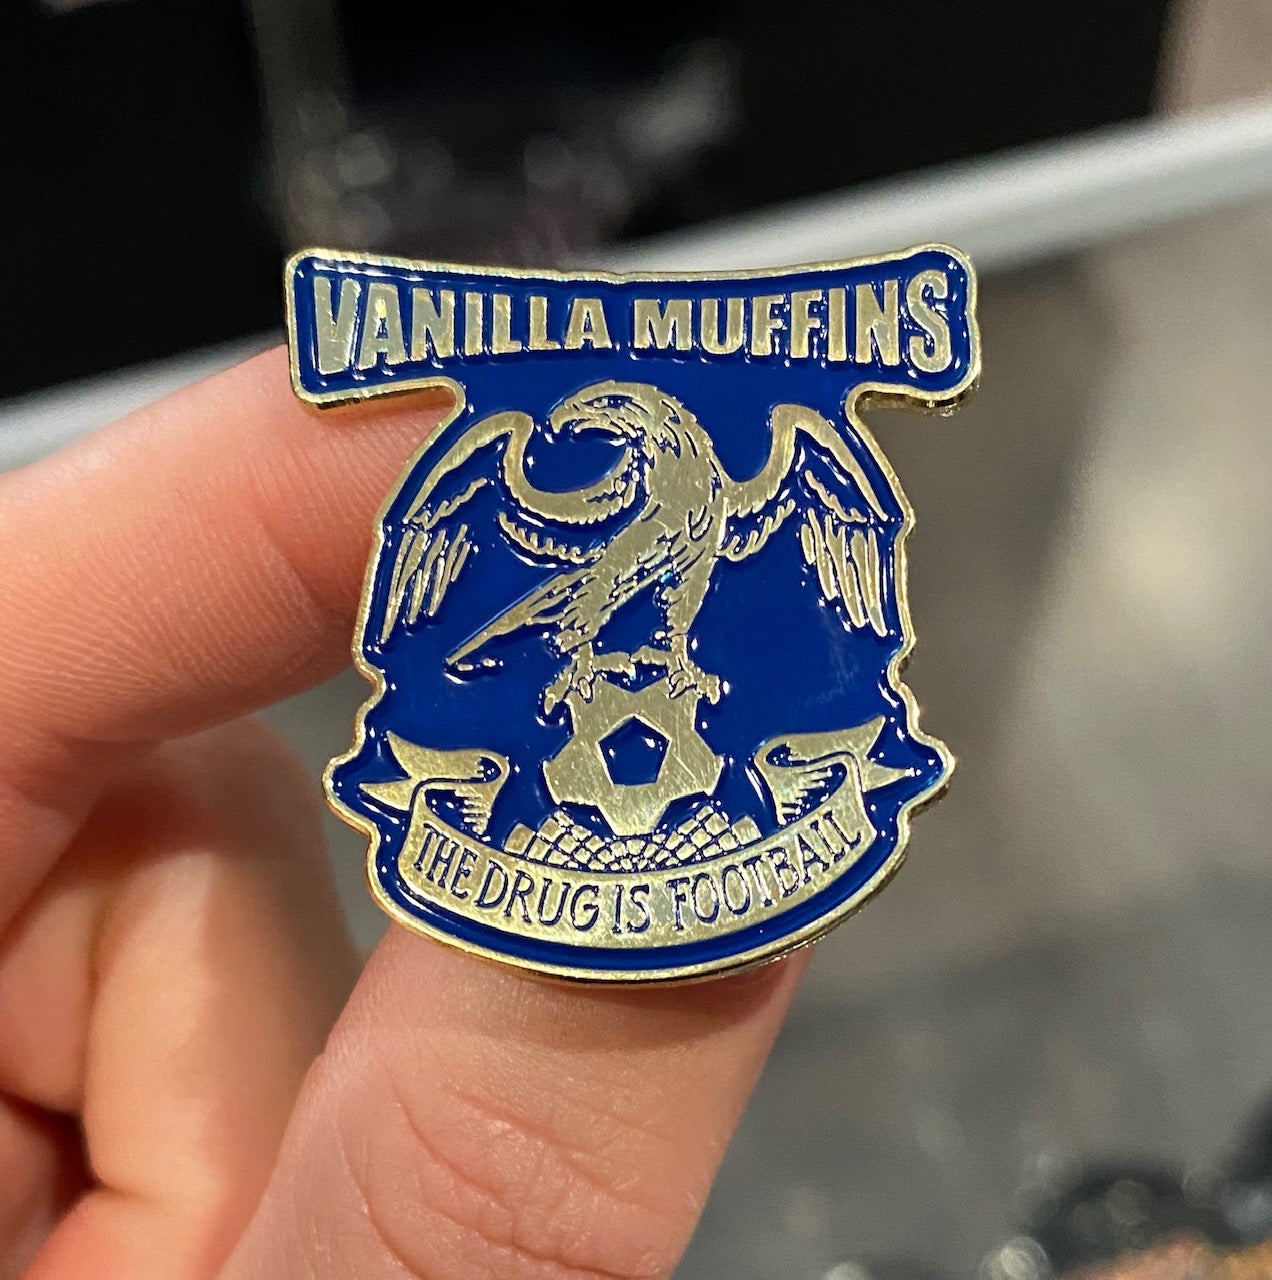 VANILLA MUFFINS
THE DRUG IS FOOTBALL